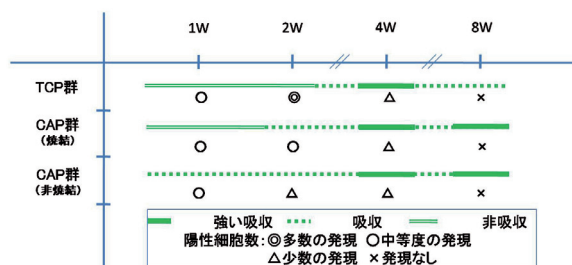 1W 2W 4W 8W
TCP群
○ ◎ △ ×
CAP群
(焼結)
○ ○ △ ×
CAP群
(非焼結)
○ △ △ ×
強い吸収 吸収 非吸収
陽性細胞数:◎多数の発現 ○中等度の発現
△少数の発現 ×発現なし